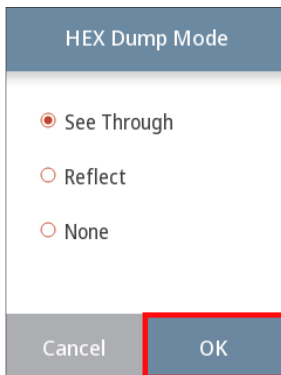 HEX Dump Mode
See Through
Reflect
None
Cancel OK